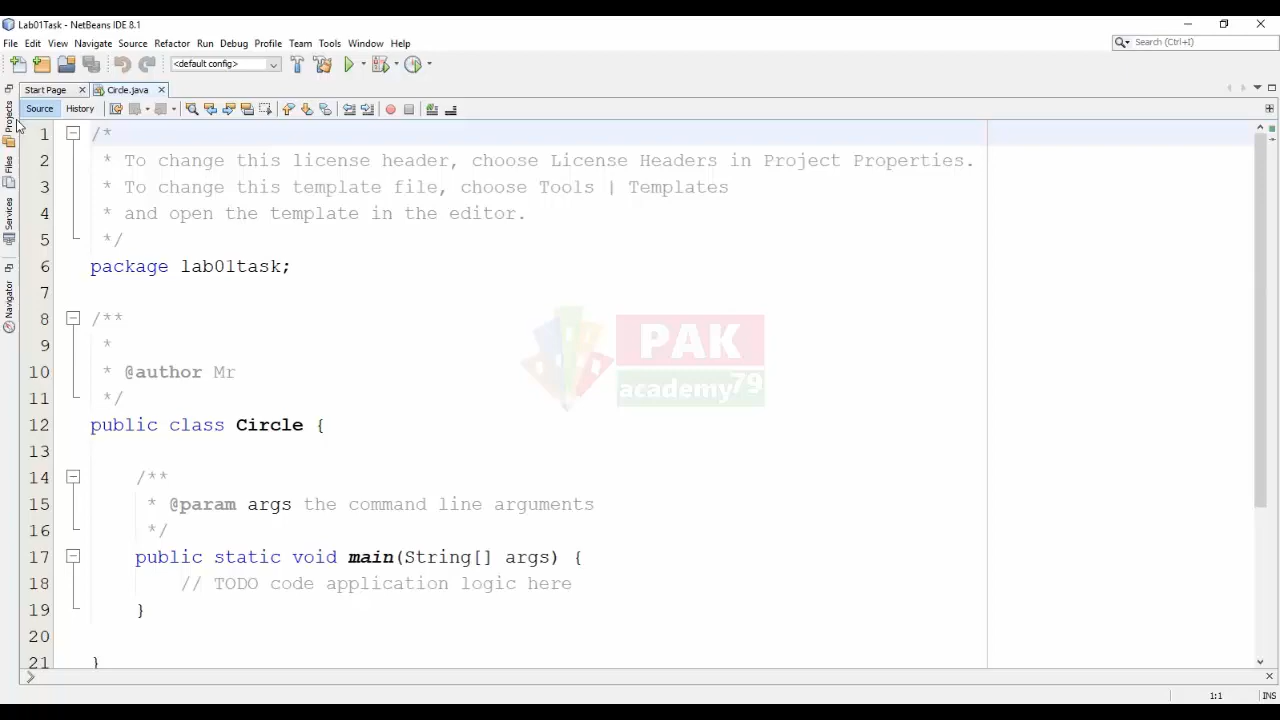 Lab01Task - NetBeans IDE 8.1
File Edit View Navigate Source Refactor Run Debug Profile Team Tools Window Help
Search (Ctrl+I)
<default config>
Start Page
Circle.java
Source History
Projects
Files
Services
Navigator
1 /*
2 * To change this license header, choose License Headers in Project Properties.
3 * To change this template file, choose Tools | Templates
4 * and open the template in the editor.
5 */
6 package lab01task;
7
8 /**
9 *
10 * @author Mr
11 */
12 public class Circle {
13
14 /**
15 * @param args the command line arguments
16 */
17 public static void main(String[] args) {
18 // TODO code application logic here
19 }
20
21 }
PAK
academy79
1:1 INS